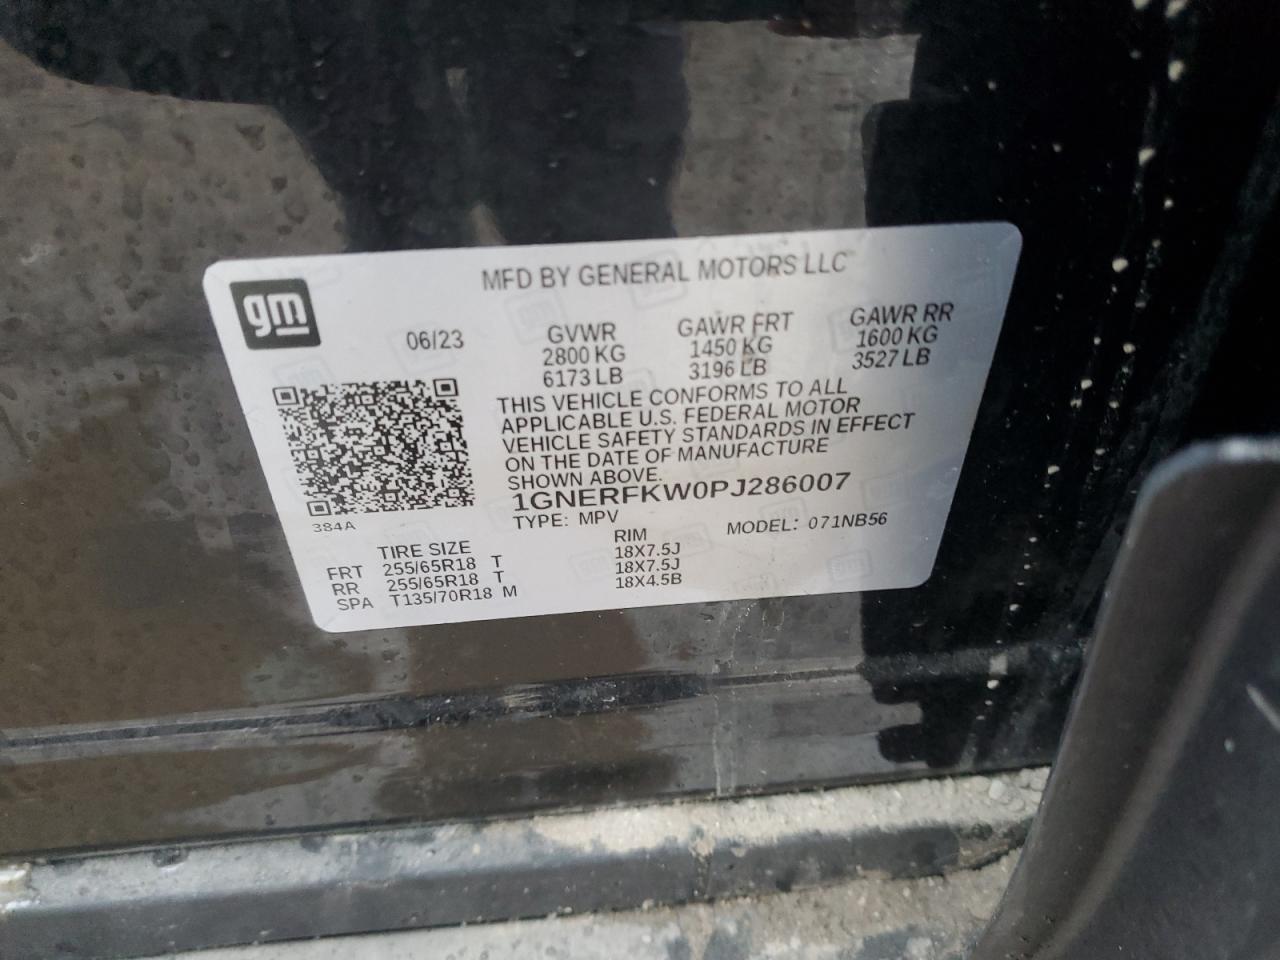 gm
MFD BY GENERAL MOTORS LLC
06/23
GVWR
2800 KG
6173 LB
GAWR FRT
1450 KG
3196 LB
GAWR RR
1600 KG
3527 LB
THIS VEHICLE CONFORMS TO ALL
APPLICABLE U.S. FEDERAL MOTOR
VEHICLE SAFETY STANDARDS IN EFFECT
ON THE DATE OF MANUFACTURE
SHOWN ABOVE.
1GNERFKW0PJ286007
TYPE: MPV MODEL: 071NB56
384A
TIRE SIZE RIM
FRT 255/65R18 T 18X7.5J
RR 255/65R18 T 18X7.5J
SPA T135/70R18 M 18X4.5B